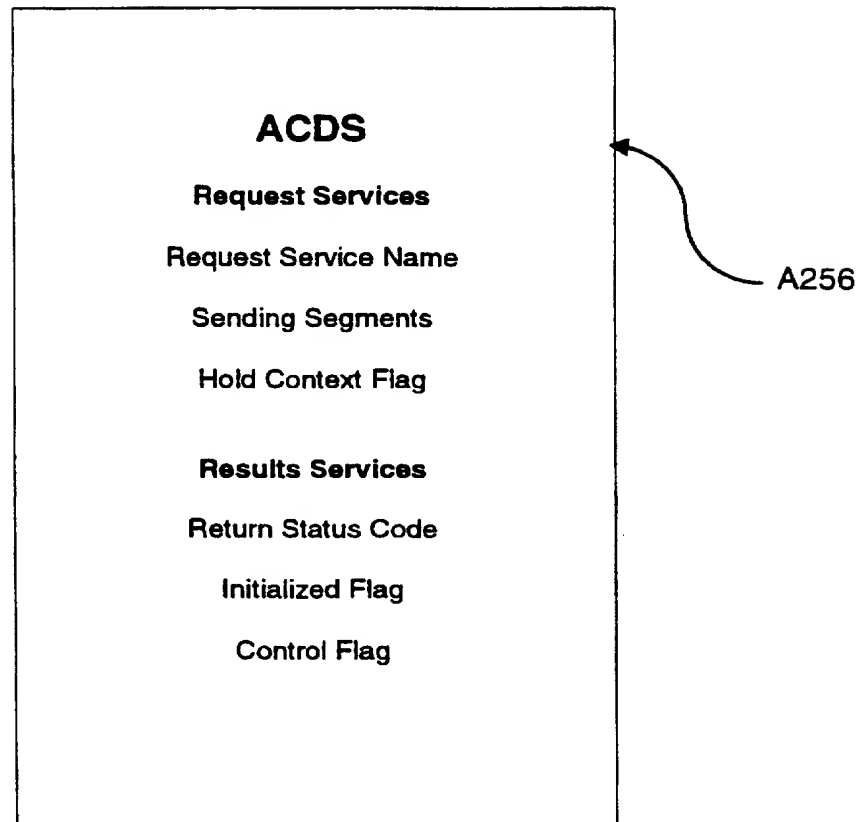 ACDS
Request Services
Request Service Name
Sending Segments
Hold Context Flag
Results Services
Return Status Code
Initialized Flag
Control Flag
A256